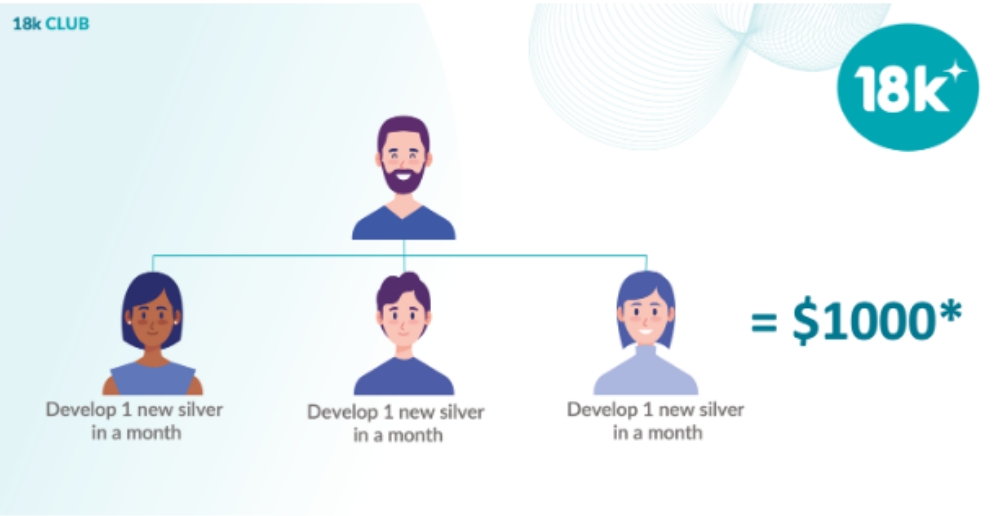 18k CLUB
18k
= $1000*
Develop 1 new silver
in a month
Develop 1 new silver
in a month
Develop 1 new silver
in a month